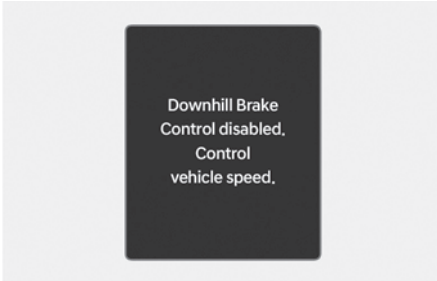 Downhill Brake
Control disabled.
Control
vehicle speed.